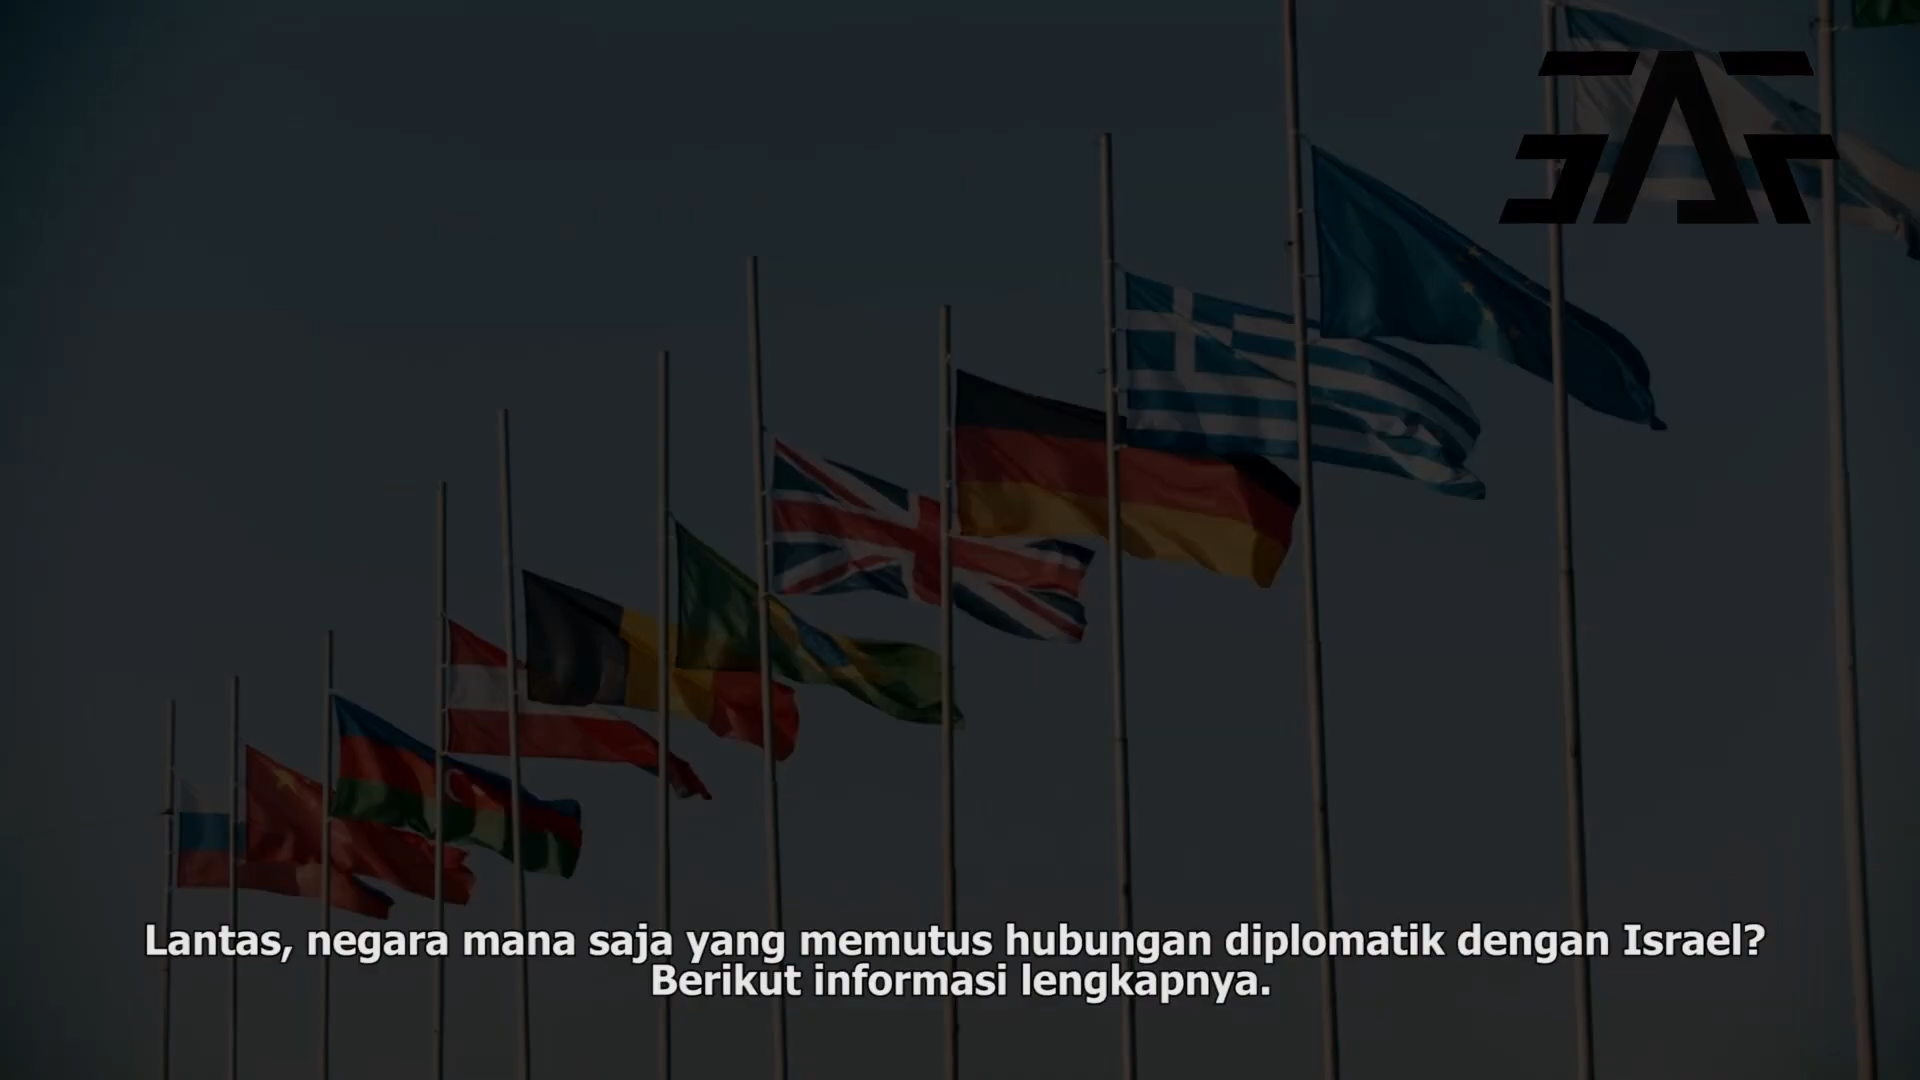 Lantas, negara mana saja yang memutus hubungan diplomatik dengan Israel?
Berikut informasi lengkapnya.